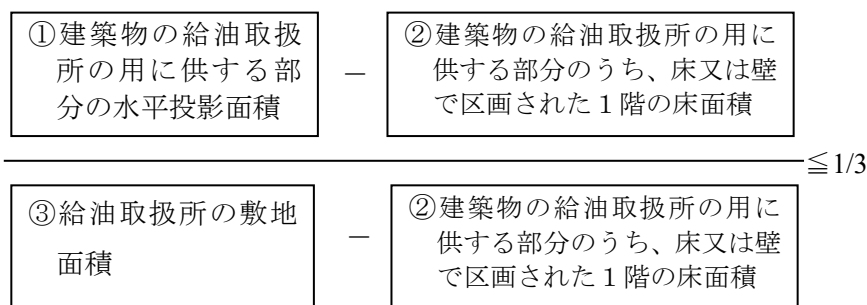 ①建築物の給油取扱
所の用に供する部
分の水平投影面積
－
②建築物の給油取扱所の用に
供する部分のうち、床又は壁
で区画された１階の床面積
≦1/3
③給油取扱所の敷地
面積
－
②建築物の給油取扱所の用に
供する部分のうち、床又は壁
で区画された１階の床面積